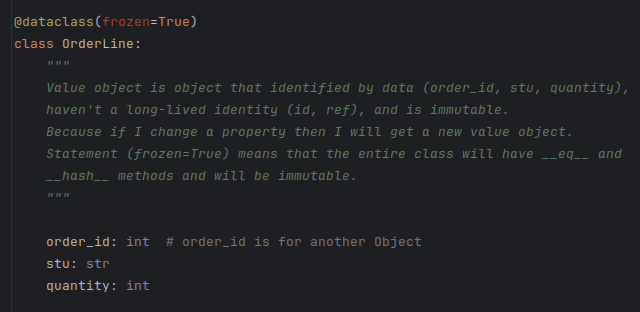 @dataclass(frozen=True)
class OrderLine:
    """
    Value object is object that identified by data (order_id, stu, quantity),
    haven't a long-lived identity (id, ref), and is immutable.
    Because if I change a property then I will get a new value object.
    Statement (frozen=True) means that the entire class will have __eq__ and
    __hash__ methods and will be immutable.
    """
    order_id: int  # order_id is for another Object
    stu: str
    quantity: int